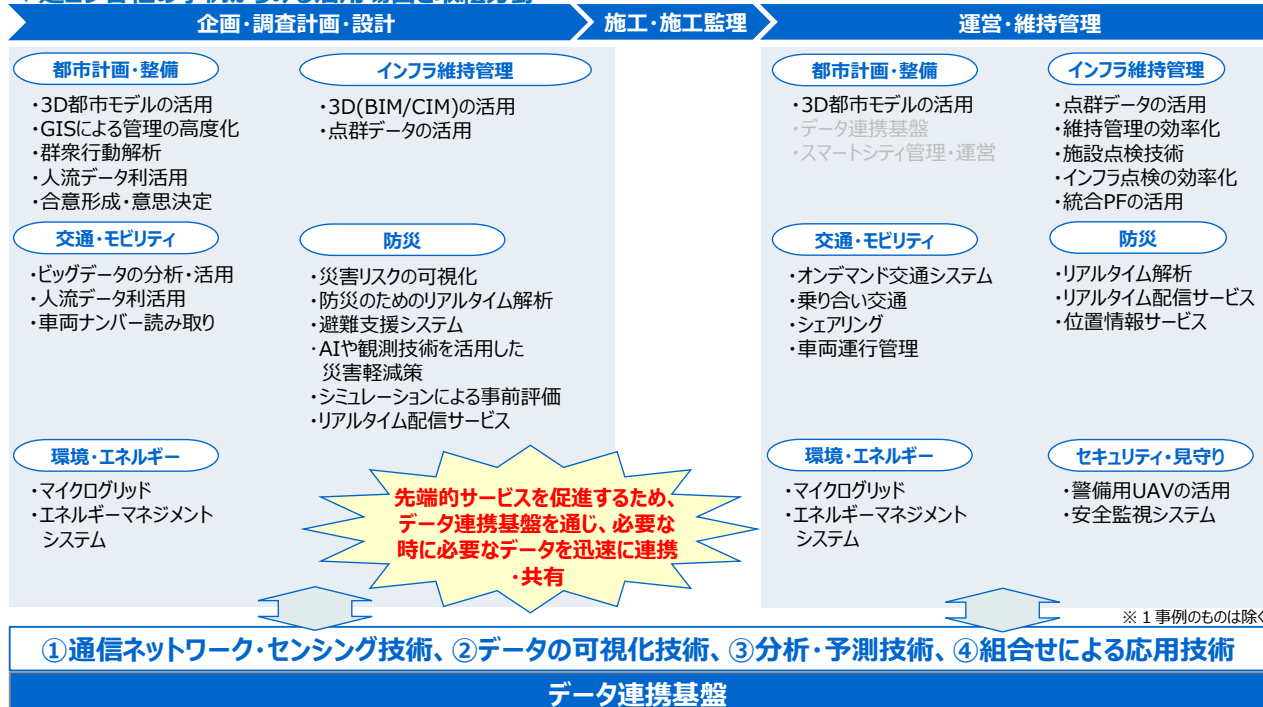 企画・調査計画・設計
施工・施工監理
運営・維持管理
都市計画・整備
・3D都市モデルの活用
・GISによる管理の高度化
・群衆行動解析
・人流データ利活用
・合意形成・意思決定
インフラ維持管理
・3D(BIM/CIM)の活用
・点群データの活用
交通・モビリティ
・ビッグデータの分析・活用
・人流データ利活用
・車両ナンバー読み取り
防災
・災害リスクの可視化
・防災のためのリアルタイム解析
・避難支援システム
・AIや観測技術を活用した
災害軽減策
・シミュレーションによる事前評価
・リアルタイム配信サービス
環境・エネルギー
・マイクログリッド
・エネルギーマネジメント
システム
先端的サービスを促進するため、
データ連携基盤を通じ、必要な
時に必要なデータを迅速に連携
・共有
都市計画・整備
・3D都市モデルの活用
・データ連携基盤
・スマートシティ管理・運営
インフラ維持管理
・点群データの活用
・維持管理の効率化
・施設点検技術
・インフラ点検の効率化
・統合PFの活用
交通・モビリティ
・オンデマンド交通システム
・乗り合い交通
・シェアリング
・車両運行管理
防災
・リアルタイム解析
・リアルタイム配信サービス
・位置情報サービス
環境・エネルギー
・マイクログリッド
・エネルギーマネジメント
システム
セキュリティ・見守り
・警備用UAVの活用
・安全監視システム
※1事例のものは除く
①通信ネットワーク・センシング技術、②データの可視化技術、③分析・予測技術、④組合せによる応用技術
データ連携基盤